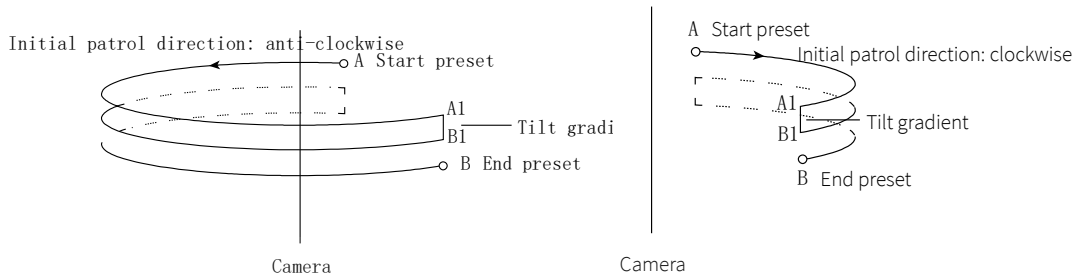 Initial patrol direction: anti-clockwise
A Start preset
A1
B1
Tilt gradi
B End preset
Camera
A Start preset
Initial patrol direction: clockwise
A1
B1
Tilt gradient
B End preset
Camera